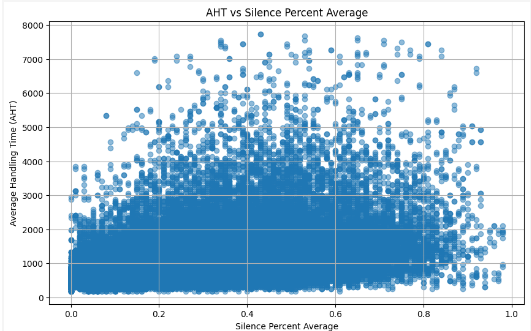 AHT vs Silence Percent Average
Average Handling Time (AHT)
8000
7000
6000
5000
4000
3000
2000
1000
0
0.0 0.2 0.4 0.6 0.8 1.0
Silence Percent Average